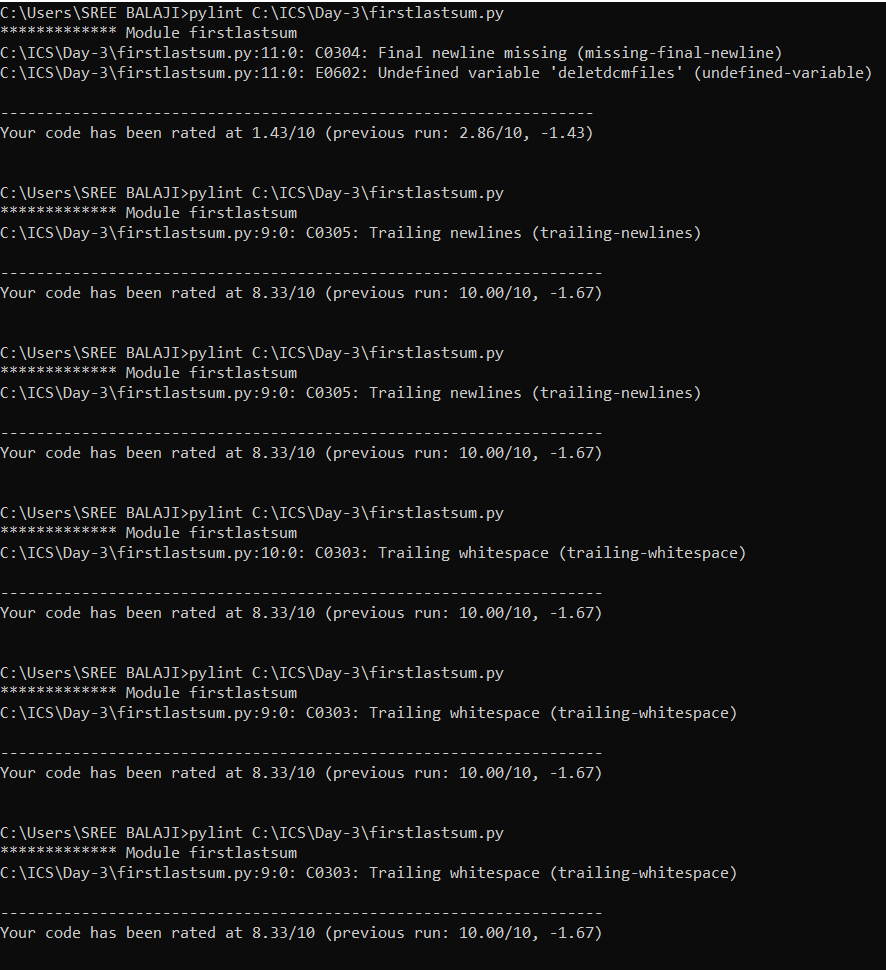 C:\Users\SREE BALAJI>pylint C:\ICS\Day-3\firstlastsum.py
************* Module firstlastsum
C:\ICS\Day-3\firstlastsum.py:11:0: C0304: Final newline missing (missing-final-newline)
C:\ICS\Day-3\firstlastsum.py:11:0: E0602: Undefined variable 'deletdcmfiles' (undefined-variable)
------------------------------------------------------------------
Your code has been rated at 1.43/10 (previous run: 2.86/10, -1.43)
C:\Users\SREE BALAJI>pylint C:\ICS\Day-3\firstlastsum.py
************* Module firstlastsum
C:\ICS\Day-3\firstlastsum.py:9:0: C0305: Trailing newlines (trailing-newlines)
-------------------------------------------------------------------
Your code has been rated at 8.33/10 (previous run: 10.00/10, -1.67)
C:\Users\SREE BALAJI>pylint C:\ICS\Day-3\firstlastsum.py
************* Module firstlastsum
C:\ICS\Day-3\firstlastsum.py:9:0: C0305: Trailing newlines (trailing-newlines)
-------------------------------------------------------------------
Your code has been rated at 8.33/10 (previous run: 10.00/10, -1.67)
C:\Users\SREE BALAJI>pylint C:\ICS\Day-3\firstlastsum.py
************* Module firstlastsum
C:\ICS\Day-3\firstlastsum.py:10:0: C0303: Trailing whitespace (trailing-whitespace)
-------------------------------------------------------------------
Your code has been rated at 8.33/10 (previous run: 10.00/10, -1.67)
C:\Users\SREE BALAJI>pylint C:\ICS\Day-3\firstlastsum.py
************* Module firstlastsum
C:\ICS\Day-3\firstlastsum.py:9:0: C0303: Trailing whitespace (trailing-whitespace)
-------------------------------------------------------------------
Your code has been rated at 8.33/10 (previous run: 10.00/10, -1.67)
C:\Users\SREE BALAJI>pylint C:\ICS\Day-3\firstlastsum.py
************* Module firstlastsum
C:\ICS\Day-3\firstlastsum.py:9:0: C0303: Trailing whitespace (trailing-whitespace)
-------------------------------------------------------------------
Your code has been rated at 8.33/10 (previous run: 10.00/10, -1.67)